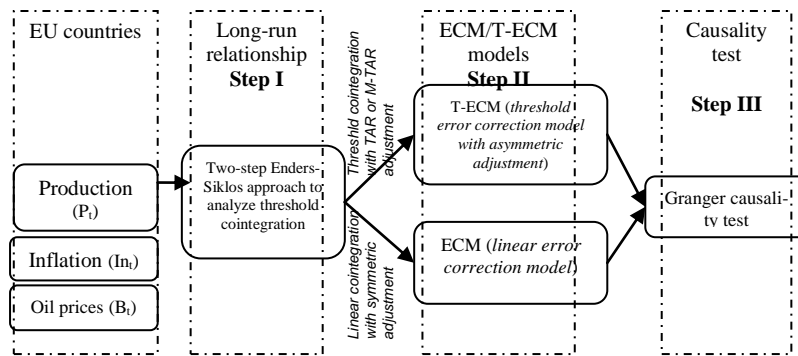 EU countries
Production
(Pt)
Inflation (Int)
Oil prices (Bt)
Long-run
relationship
Step I
Two-step Enders-
Siklos approach to
analyze threshold
cointegration
Threshld cointegration
with TAR or M-TAR
adjustment
Linear cointegration
with symmetric
adjustment
ECM/T-ECM
models
Step II
T-ECM (threshold
error correction model
with asymmetric
adjustment)
ECM (linear error
correction model)
Causality
test
Step III
Granger causali-
ty test